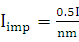 I_imp = 0.5I/nm